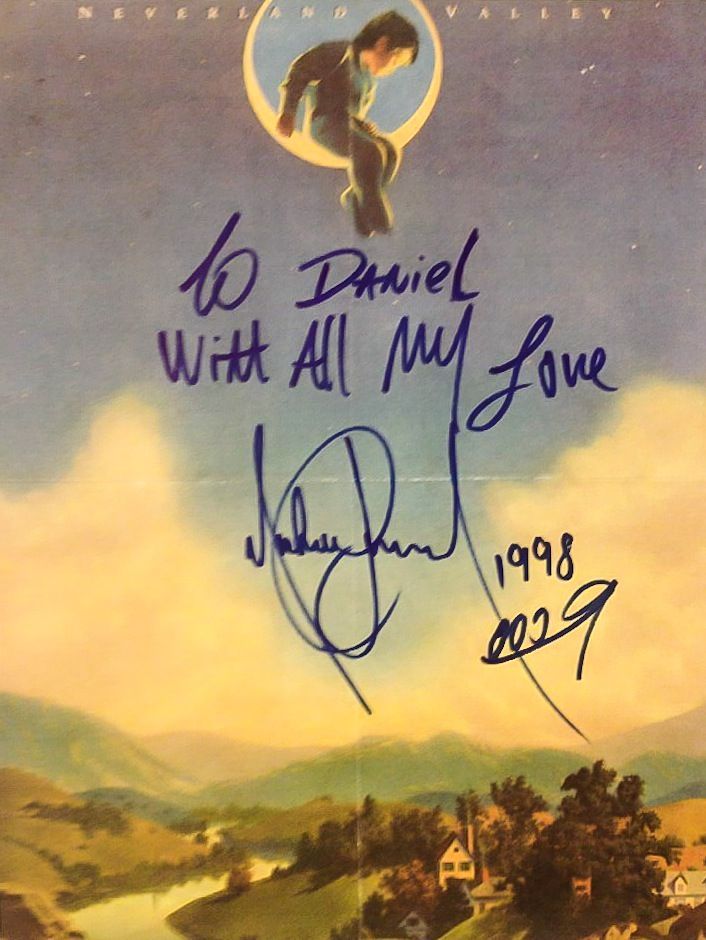 NEVERLAND VALLEY
to DANiEL
WitH All My Love
1998